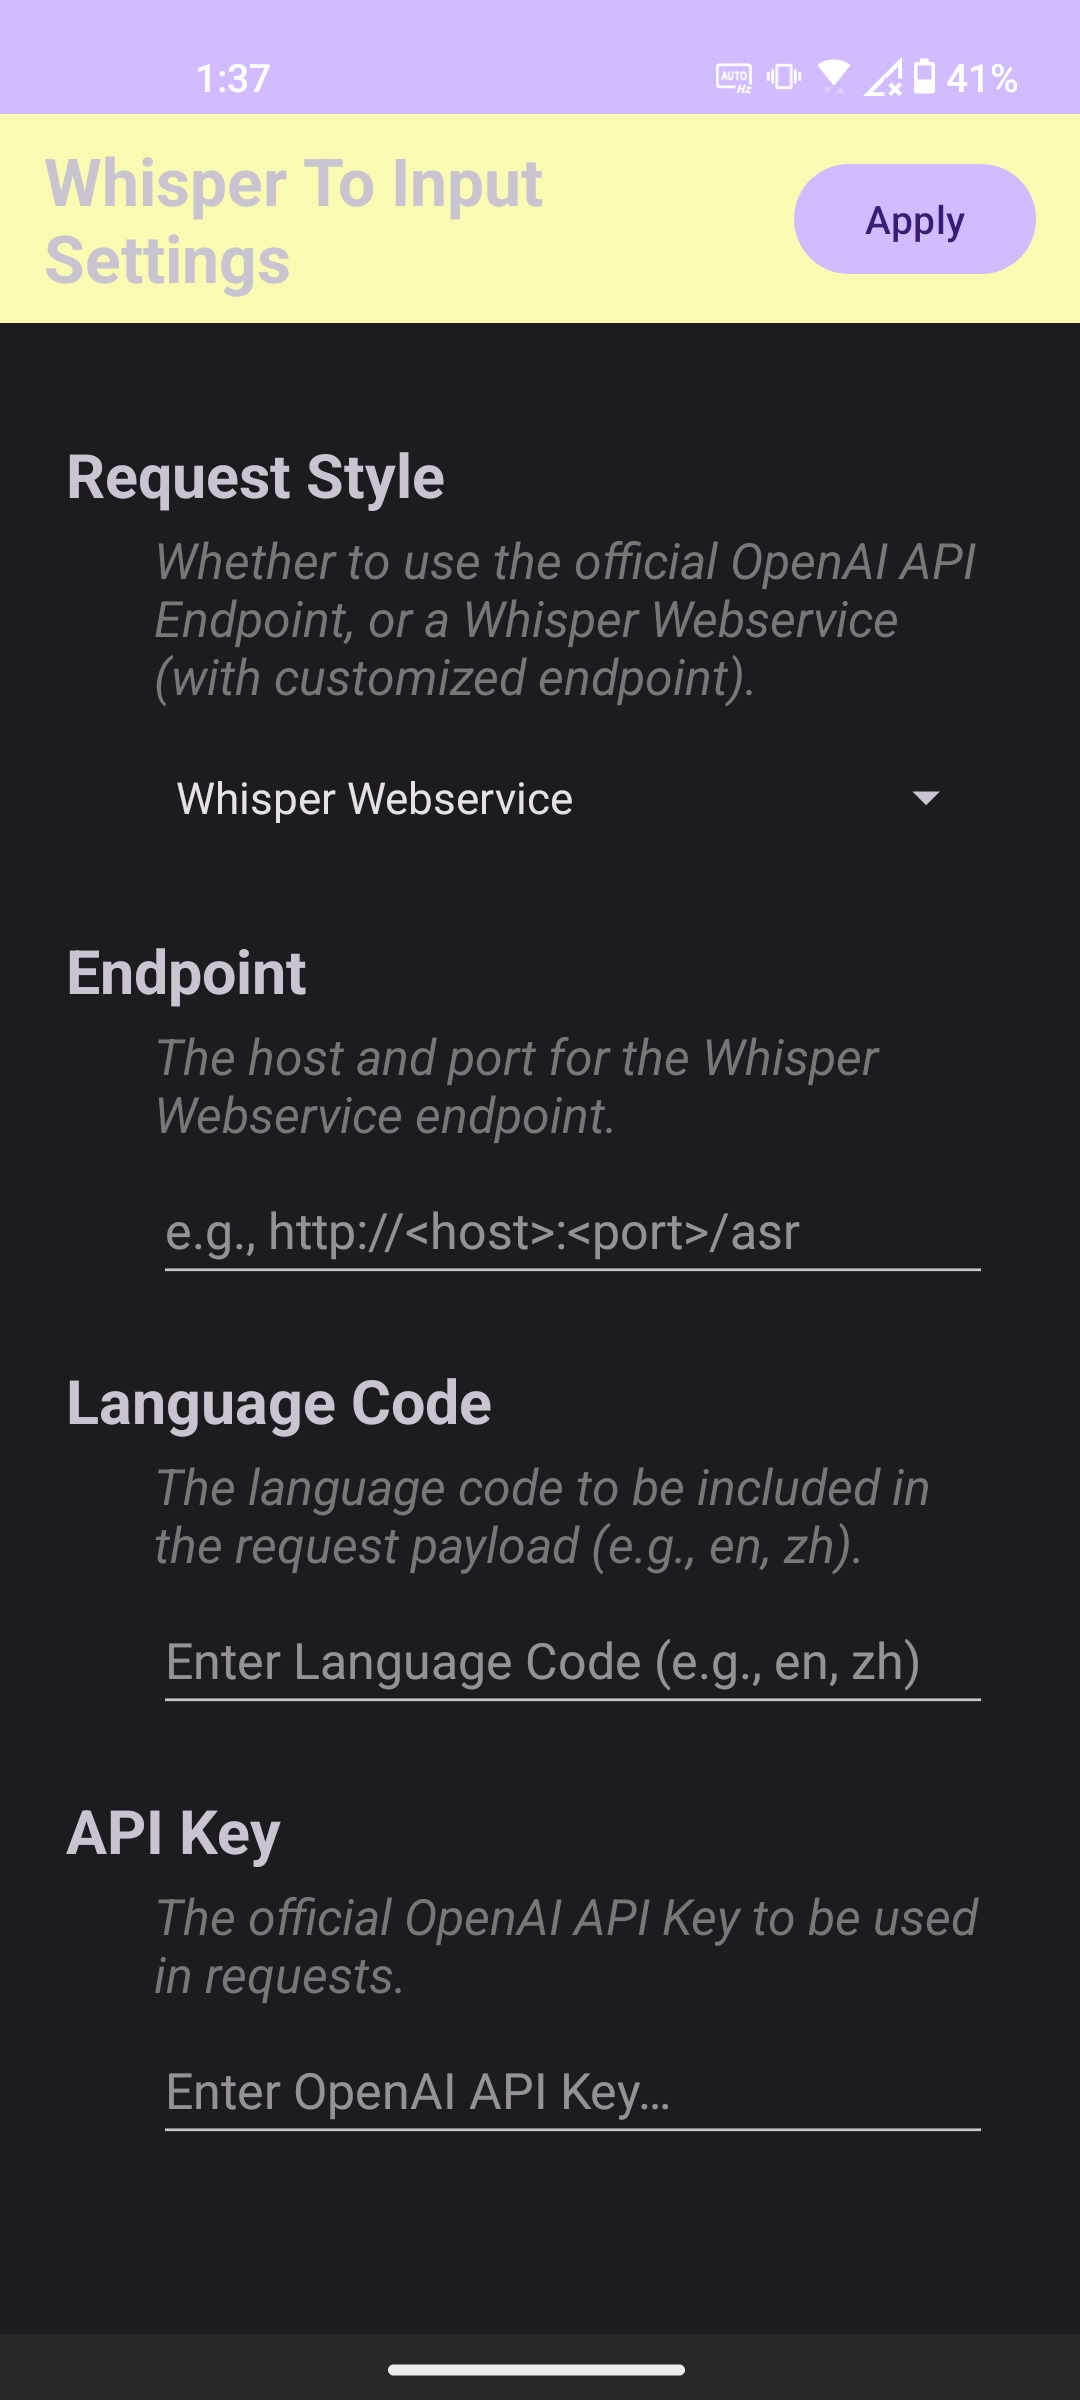 1:37
AUTO
Hz
41%
Whisper To Input
Settings
Apply
Request Style
Whether to use the official OpenAI API
Endpoint, or a Whisper Webservice
(with customized endpoint).
Whisper Webservice
Endpoint
The host and port for the Whisper
Webservice endpoint.
e.g., http://<host>:<port>/asr
Language Code
The language code to be included in
the request payload (e.g., en, zh).
Enter Language Code (e.g., en, zh)
API Key
The official OpenAI API Key to be used
in requests.
Enter OpenAI API Key…